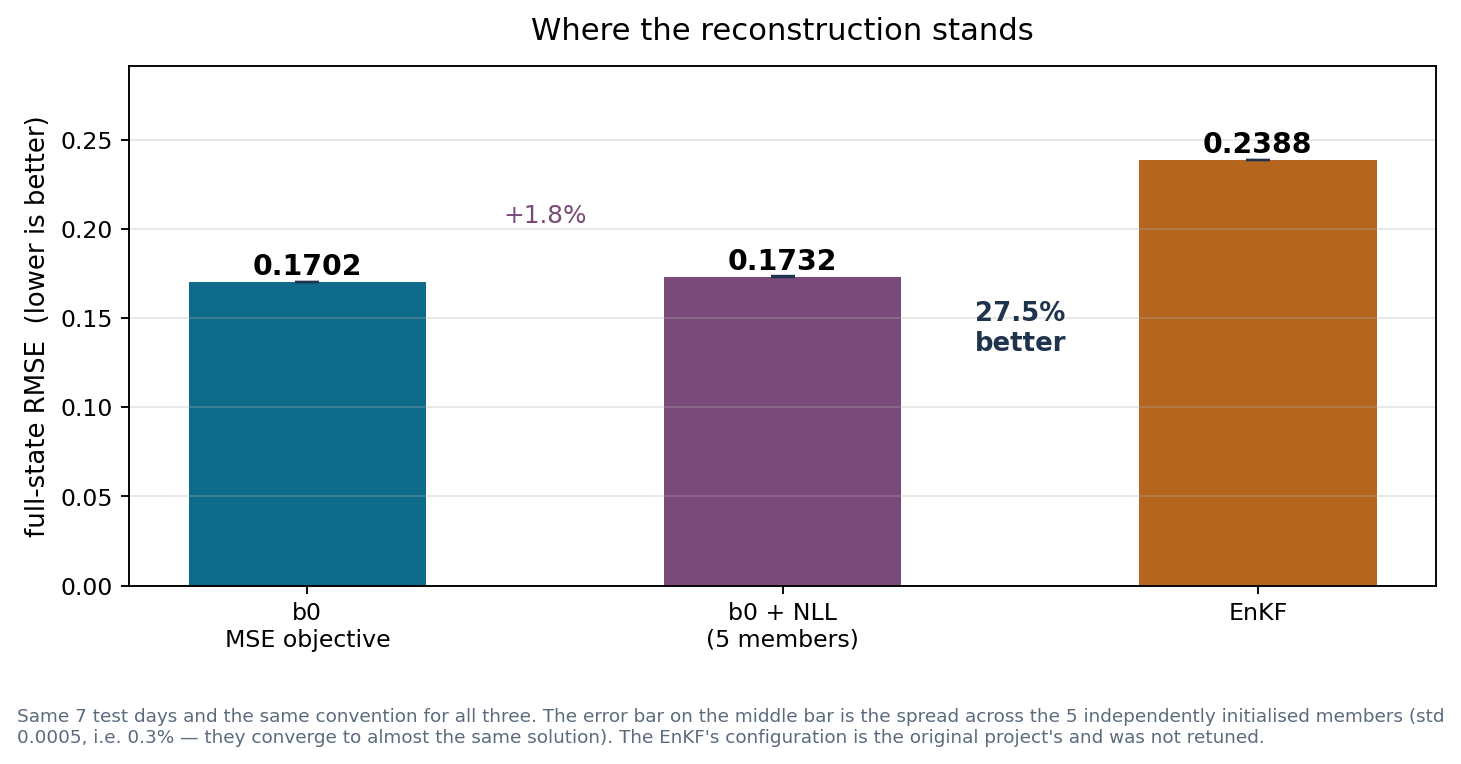 Where the reconstruction stands
full-state RMSE  (lower is better)
0.25
0.20
0.15
0.10
0.05
0.00
0.1702
+1.8%
0.1732
27.5%
better
0.2388
b0
MSE objective
b0 + NLL
(5 members)
EnKF
Same 7 test days and the same convention for all three. The error bar on the middle bar is the spread across the 5 independently initialised members (std
0.0005, i.e. 0.3% — they converge to almost the same solution). The EnKF's configuration is the original project's and was not retuned.